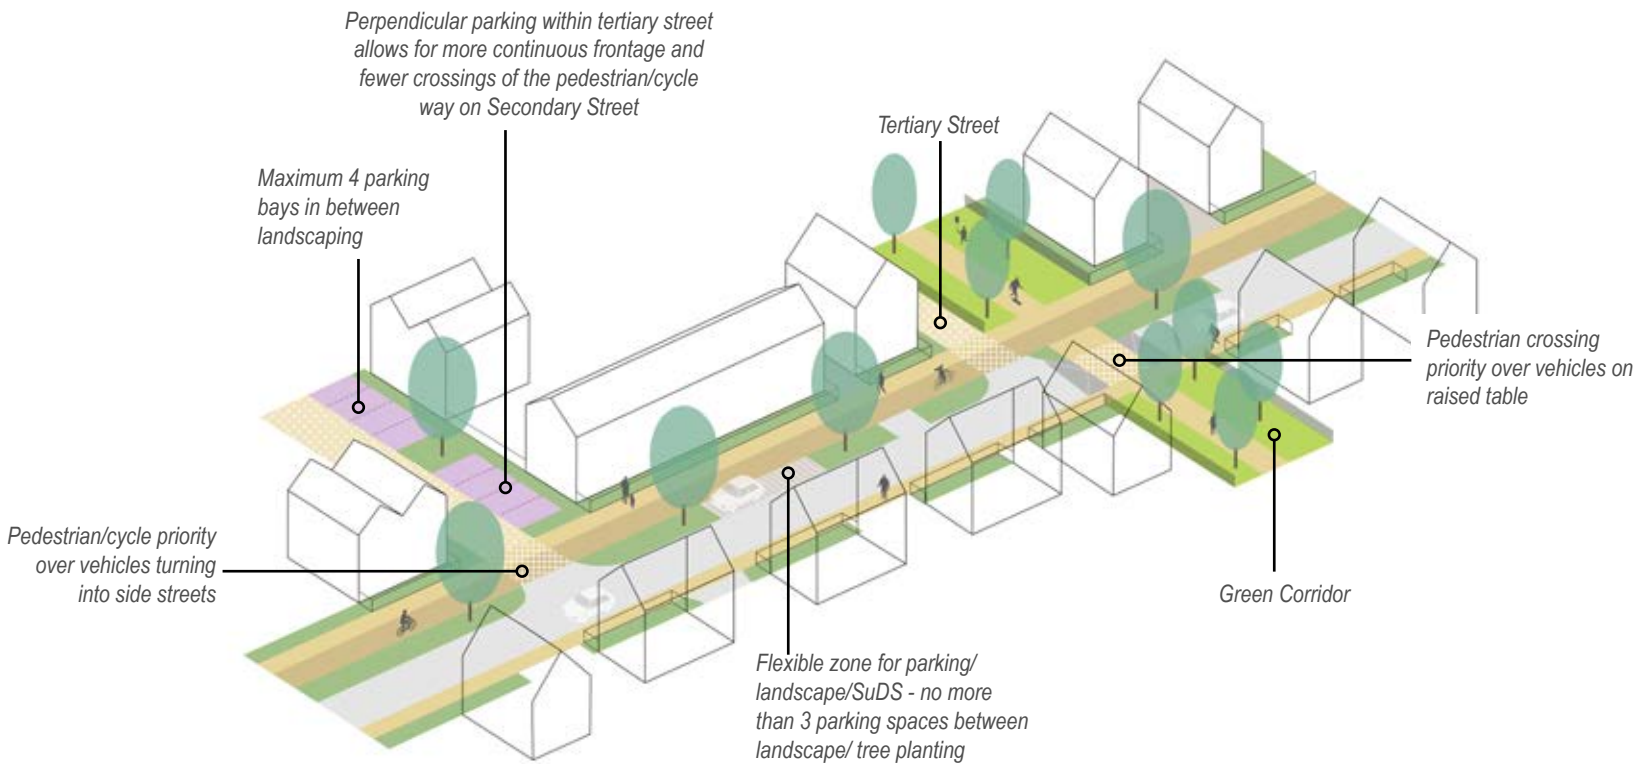 Perpendicular parking within tertiary street
allows for more continuous frontage and
fewer crossings of the pedestrian/cycle
way on Secondary Street
Tertiary Street
Maximum 4 parking
bays in between
landscaping
Pedestrian crossing
priority over vehicles on
raised table
Pedestrian/cycle priority
over vehicles turning
into side streets
Green Corridor
Flexible zone for parking/
landscape/SuDS - no more
than 3 parking spaces between
landscape/ tree planting